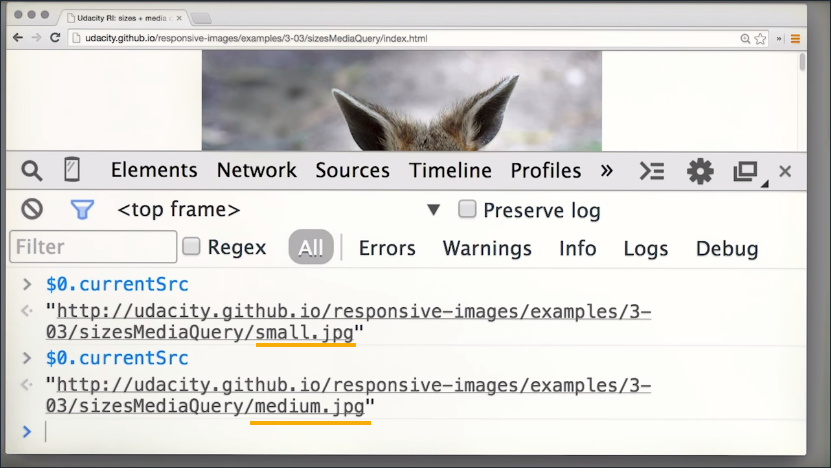 Udacity RI: sizes + media
udacity.github.io/responsive-images/examples/3-03/sizesMediaQuery/index.html
Elements Network Sources Timeline Profiles »
<top frame> ▼ Preserve log
Filter Regex All Errors Warnings Info Logs Debug
> $0.currentSrc
"http://udacity.github.io/responsive-images/examples/3-
03/sizesMediaQuery/small.jpg"
> $0.currentSrc
"http://udacity.github.io/responsive-images/examples/3-
03/sizesMediaQuery/medium.jpg"
>